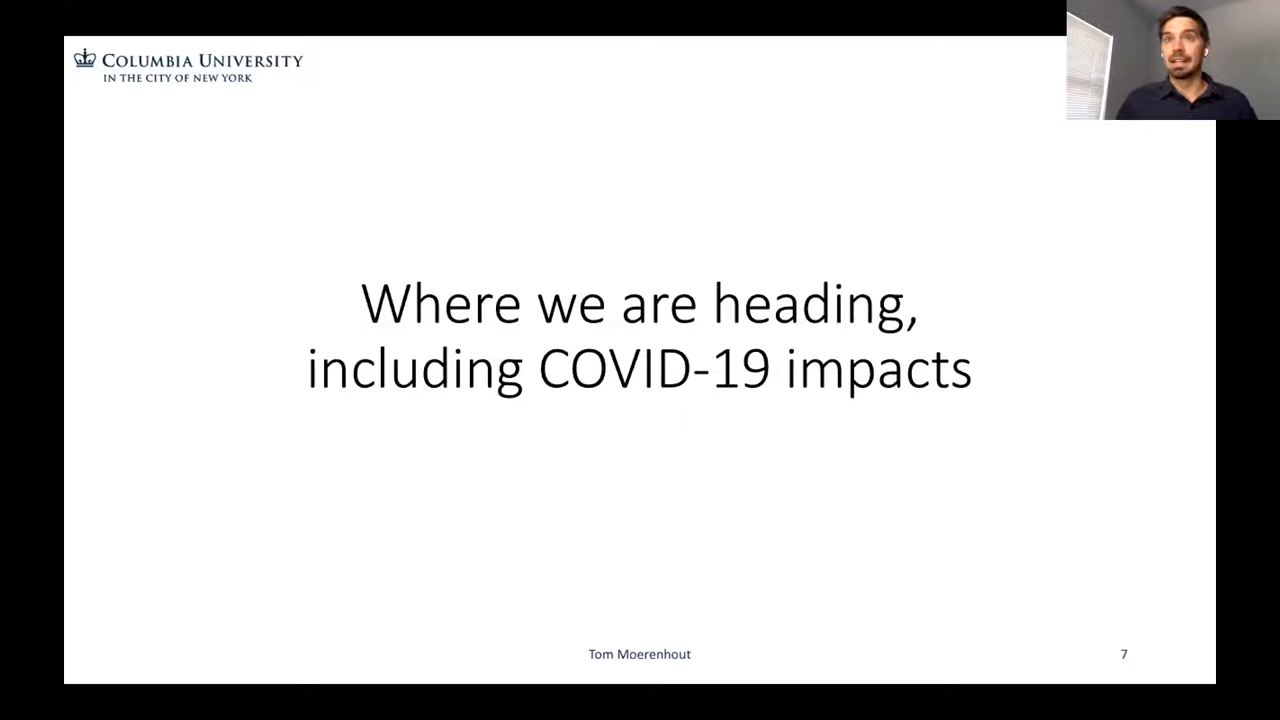 COLUMBIA UNIVERSITY
IN THE CITY OF NEW YORK
Where we are heading,
including COVID-19 impacts
Tom Moerenhout
7